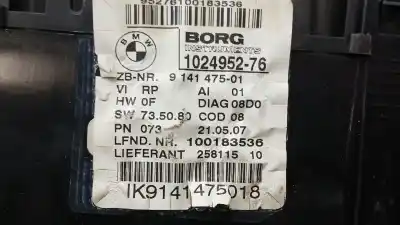 95278100183536
BMW
BORG
INSTRUMENTS
1024952-76
ZB-NR. 9 141 475-01
VI RP AI 01
HW 0F DIAG 08D0
SW 73.50.80 COD 08
PN 073 21.05.07
LFND. NR. 100183536
LIEFERANT 258115 10
IK9141475018